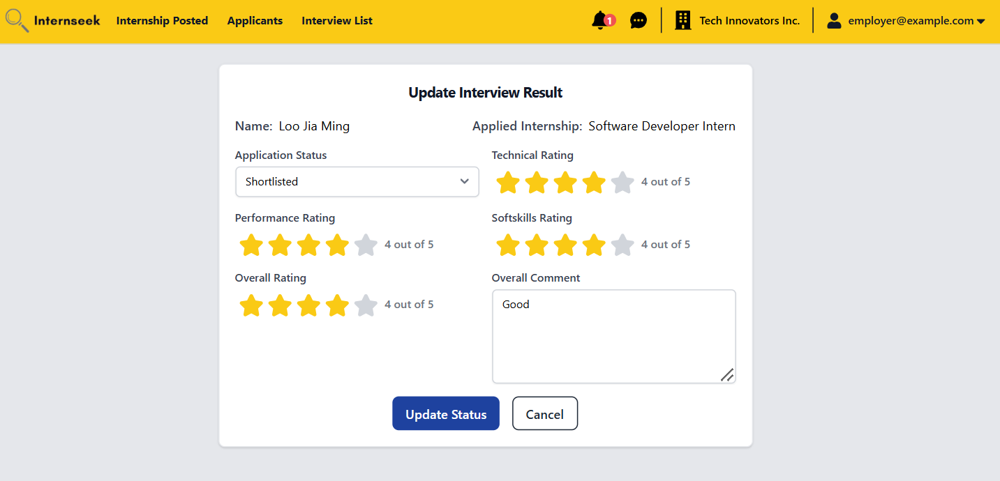 Internseek Internship Posted Applicants Interview List 1 Tech Innovators Inc. employer@example.com
Update Interview Result
Name: Loo Jia Ming Applied Internship: Software Developer Intern
Application Status Technical Rating
Shortlisted 4 out of 5
Performance Rating Softskills Rating
4 out of 5 4 out of 5
Overall Rating Overall Comment
4 out of 5 Good
Update Status Cancel